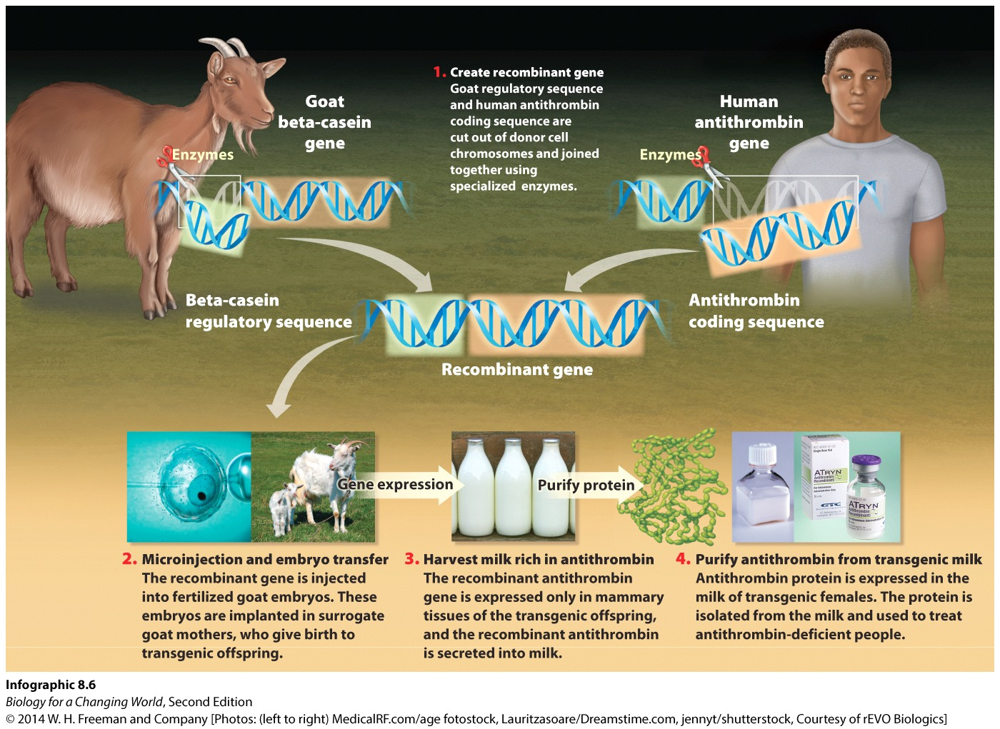 1. Create recombinant gene
Goat regulatory sequence
and human antithrombin
coding sequence are
cut out of donor cell
chromosomes and joined
together using
specialized enzymes.
Goat
beta-casein
gene
Enzymes
Human
antithrombin
gene
Enzymes
Beta-casein
regulatory sequence
Antithrombin
coding sequence
Recombinant gene
Gene expression
Purify protein
ATRYN
Antithrombin
Recombinant
GTC
ATRYN
2. Microinjection and embryo transfer
The recombinant gene is injected
into fertilized goat embryos. These
embryos are implanted in surrogate
goat mothers, who give birth to
transgenic offspring.
3. Harvest milk rich in antithrombin
The recombinant antithrombin
gene is expressed only in mammary
tissues of the transgenic offspring,
and the recombinant antithrombin
is secreted into milk.
4. Purify antithrombin from transgenic milk
Antithrombin protein is expressed in the
milk of transgenic females. The protein is
isolated from the milk and used to treat
antithrombin-deficient people.
Infographic 8.6
Biology for a Changing World, Second Edition
© 2014 W. H. Freeman and Company [Photos: (left to right) MedicalRF.com/age fotostock, Lauritzasoare/Dreamstime.com, jennyt/shutterstock, Courtesy of rEVO Biologics]